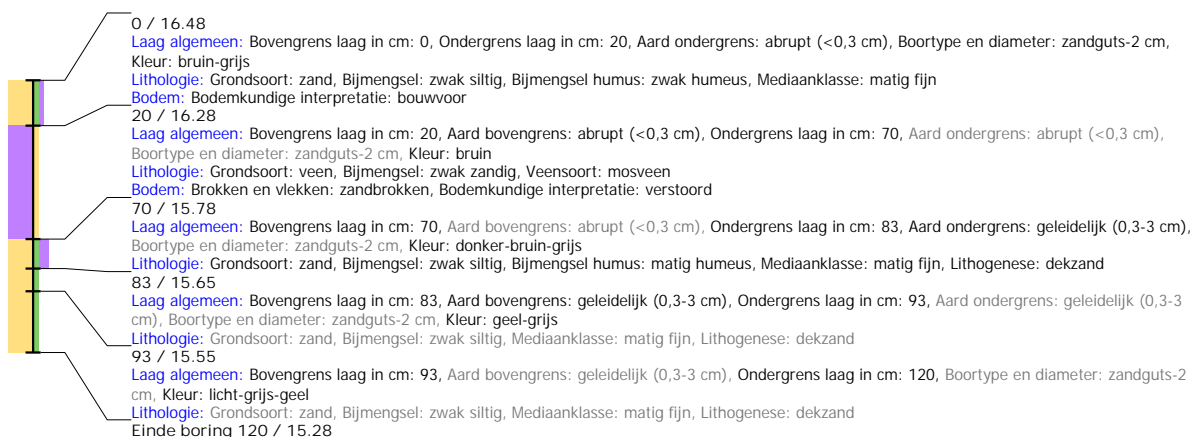 0 / 16.48
Laag algemeen: Bovengrens laag in cm: 0, Ondergrens laag in cm: 20, Aard ondergrens: abrupt (<0,3 cm), Boortype en diameter: zandguts-2 cm,
Kleur: bruin-grijs
Lithologie: Grondsoort: zand, Bijmengsel: zwak siltig, Bijmengsel humus: zwak humeus, Mediaanklasse: matig fijn
Bodem: Bodemkundige interpretatie: bouwvoor
20 / 16.28
Laag algemeen: Bovengrens laag in cm: 20, Aard bovengrens: abrupt (<0,3 cm), Ondergrens laag in cm: 70, Aard ondergrens: abrupt (<0,3 cm),
Boortype en diameter: zandguts-2 cm, Kleur: bruin
Lithologie: Grondsoort: veen, Bijmengsel: zwak zandig, Veensoort: mosveen
Bodem: Brokken en vlekken: zandbrokken, Bodemkundige interpretatie: verstoord
70 / 15.78
Laag algemeen: Bovengrens laag in cm: 70, Aard bovengrens: abrupt (<0,3 cm), Ondergrens laag in cm: 83, Aard ondergrens: geleidelijk (0,3-3 cm),
Boortype en diameter: zandguts-2 cm, Kleur: donker-bruin-grijs
Lithologie: Grondsoort: zand, Bijmengsel: zwak siltig, Bijmengsel humus: matig humeus, Mediaanklasse: matig fijn, Lithogenese: dekzand
83 / 15.65
Laag algemeen: Bovengrens laag in cm: 83, Aard bovengrens: geleidelijk (0,3-3 cm), Ondergrens laag in cm: 93, Aard ondergrens: geleidelijk (0,3-3
cm), Boortype en diameter: zandguts-2 cm, Kleur: geel-grijs
Lithologie: Grondsoort: zand, Bijmengsel: zwak siltig, Mediaanklasse: matig fijn, Lithogenese: dekzand
93 / 15.55
Laag algemeen: Bovengrens laag in cm: 93, Aard bovengrens: geleidelijk (0,3-3 cm), Ondergrens laag in cm: 120, Boortype en diameter: zandguts-2
cm, Kleur: licht-grijs-geel
Lithologie: Grondsoort: zand, Bijmengsel: zwak siltig, Mediaanklasse: matig fijn, Lithogenese: dekzand
Einde boring 120 / 15.28